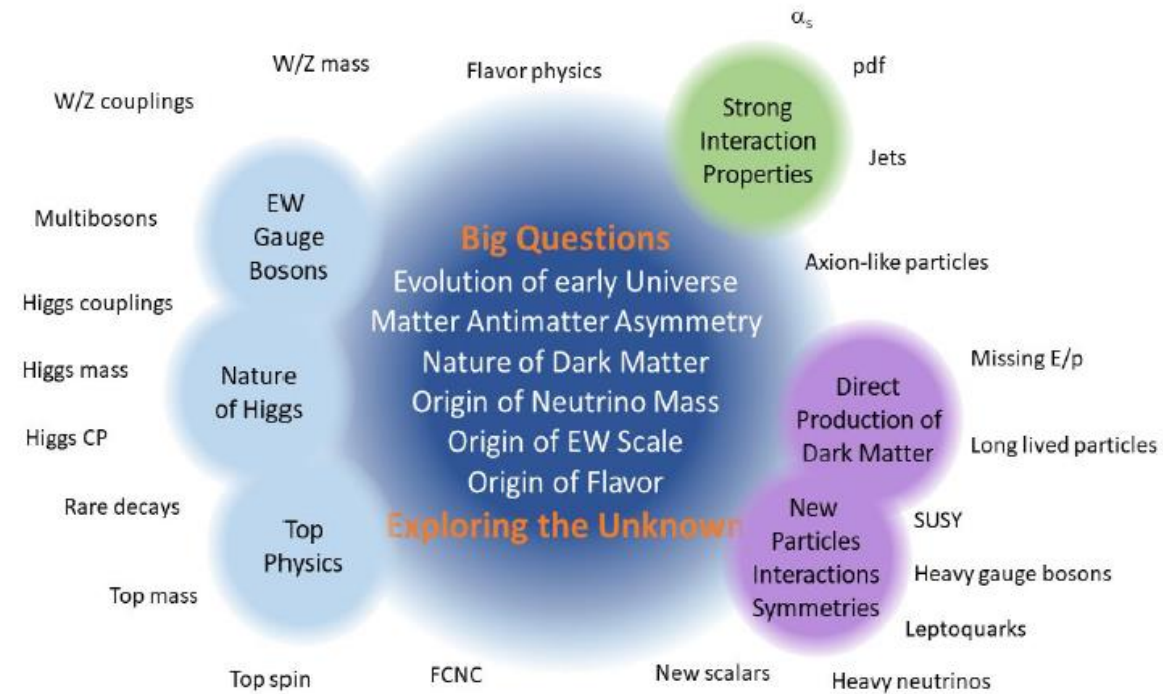 αs
W/Z mass
Flavor physics
pdf
W/Z couplings
Strong
Interaction
Properties
Jets
EW
Gauge
Bosons
Multibosons
Big Questions
Evolution of early Universe
Matter Antimatter Asymmetry
Nature of Dark Matter
Origin of Neutrino Mass
Origin of EW Scale
Origin of Flavor
Exploring the Unknown
Axion-like particles
Higgs couplings
Higgs mass
Nature
of Higgs
Higgs CP
Direct
Production of
Dark Matter
Missing E/p
Long lived particles
Rare decays
Top
Physics
New
Particles
Interactions
Symmetries
SUSY
Heavy gauge bosons
Leptoquarks
Top mass
Top spin
FCNC
New scalars
Heavy neutrinos